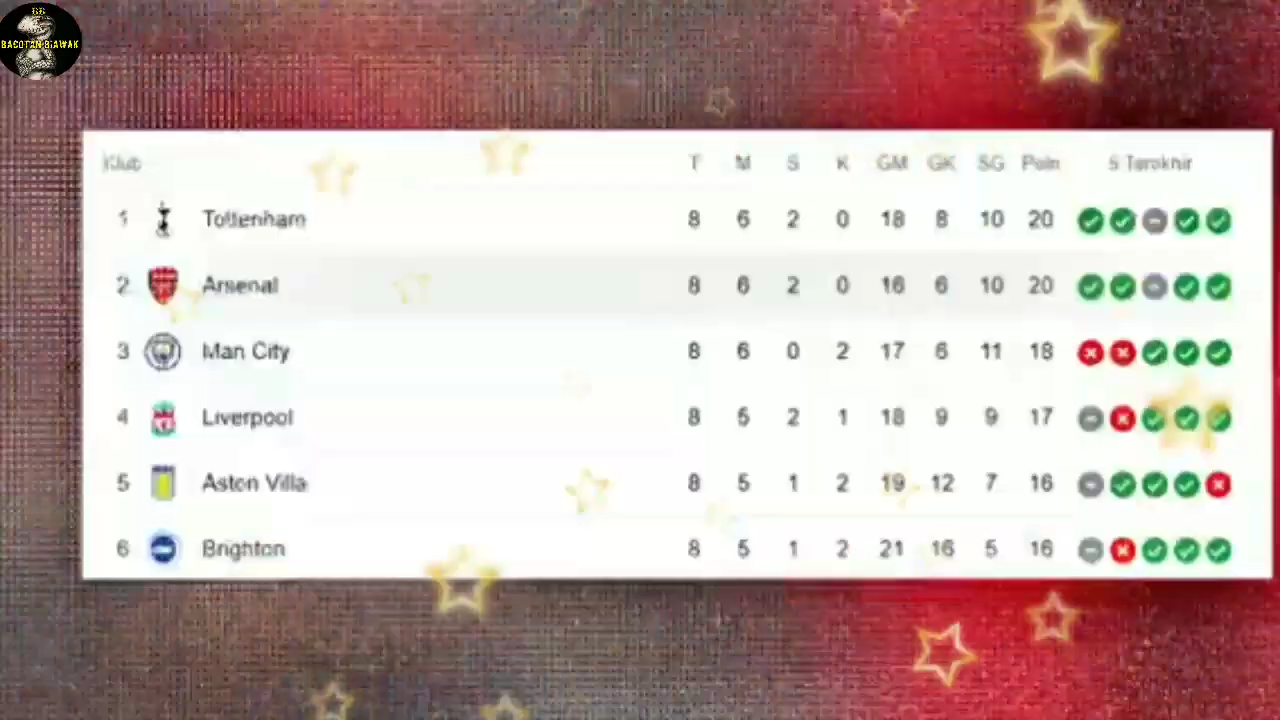 BB
BACOTAN BIAWAK
Klub T M S K GM GK SG Poin 5 Terakhir
1 Tottenham 8 6 2 0 18 8 10 20
2 Arsenal 8 6 2 0 16 6 10 20
3 Man City 8 6 0 2 17 6 11 18
4 Liverpool 8 5 2 1 18 9 9 17
5 Aston Villa 8 5 1 2 19 12 7 16
6 Brighton 8 5 1 2 21 16 5 16